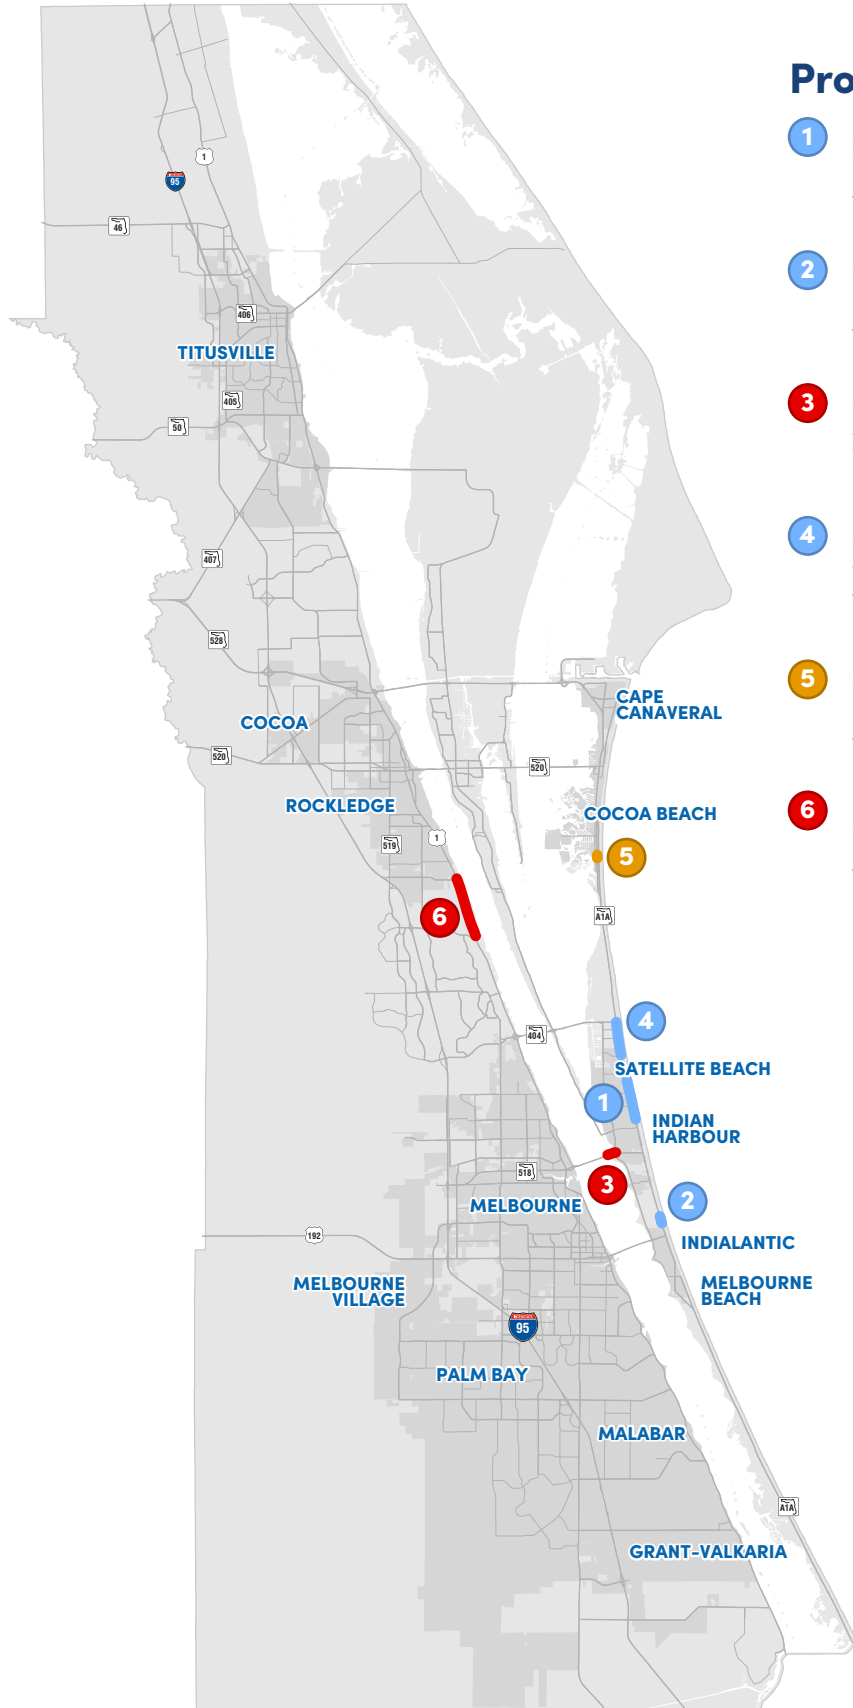 Pro
1
1
95
46
2
406
TITUSVILLE
405
3
50
4
407
528
5
CAPE
CANAVERAL
COCOA
520
520
ROCKLEDGE
COCOA BEACH
6
1
519
5
6
A1A
4
404
SATELLITE BEACH
1
INDIAN
HARBOUR
518
3
2
MELBOURNE
192
INDIALANTIC
MELBOURNE
VILLAGE
MELBOURNE
BEACH
95
PALM BAY
MALABAR
A1A
GRANT-VALKARIA